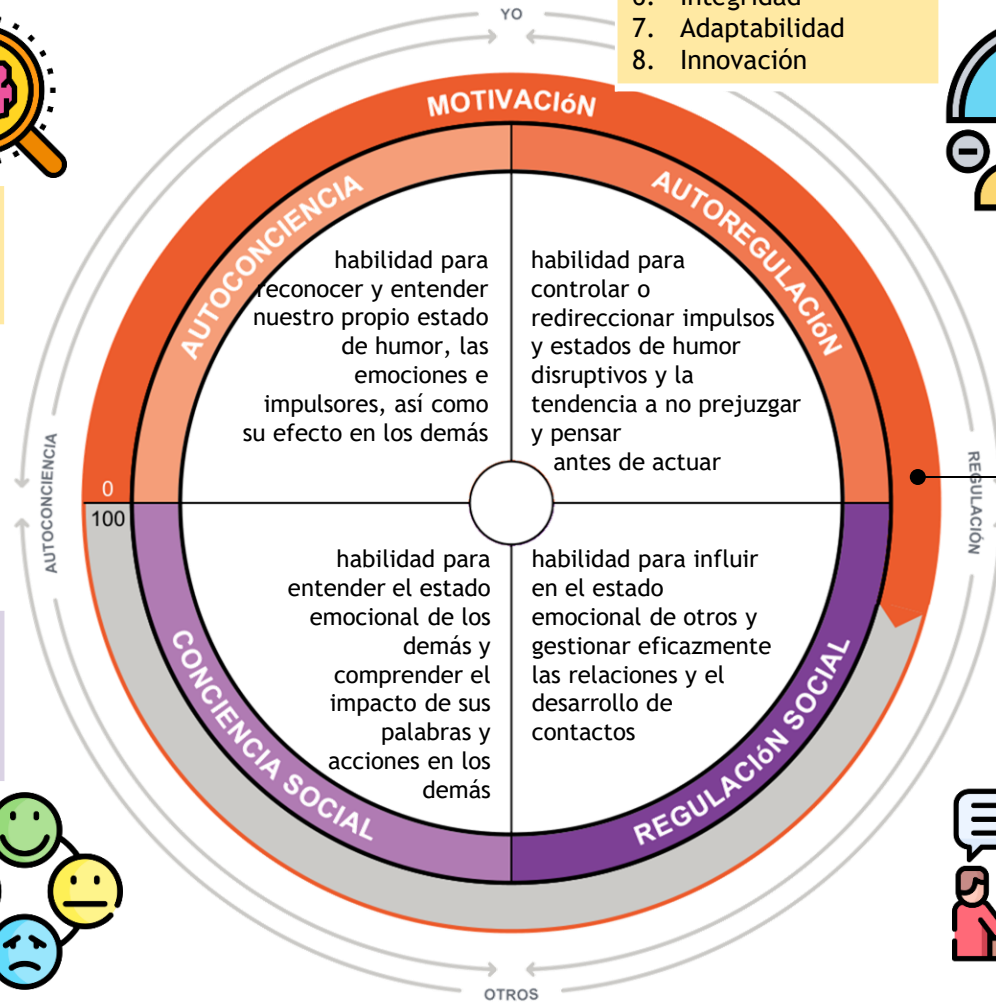 YO
6. Integridad
7. Adaptabilidad
8. Innovación
MOTIVACIóN
AUTOCONCIENCIA
AUTOREGULACIóN
habilidad para
reconocer y entender
nuestro propio estado
de humor, las
emociones e
impulsores, así como
su efecto en los demás
habilidad para
controlar o
redireccionar impulsos
y estados de humor
disruptivos y la
tendencia a no prejuzgar
y pensar
antes de actuar
AUTOCONCIENCIA
REGULACIÓN
0
100
habilidad para
entender el estado
emocional de los
demás y
comprender el
impacto de sus
palabras y
acciones en los
demás
habilidad para influir
en el estado
emocional de otros y
gestionar eficazmente
las relaciones y el
desarrollo de
contactos
CONCIENCIA SOCIAL
REGULACIóN SOCIAL
OTROS